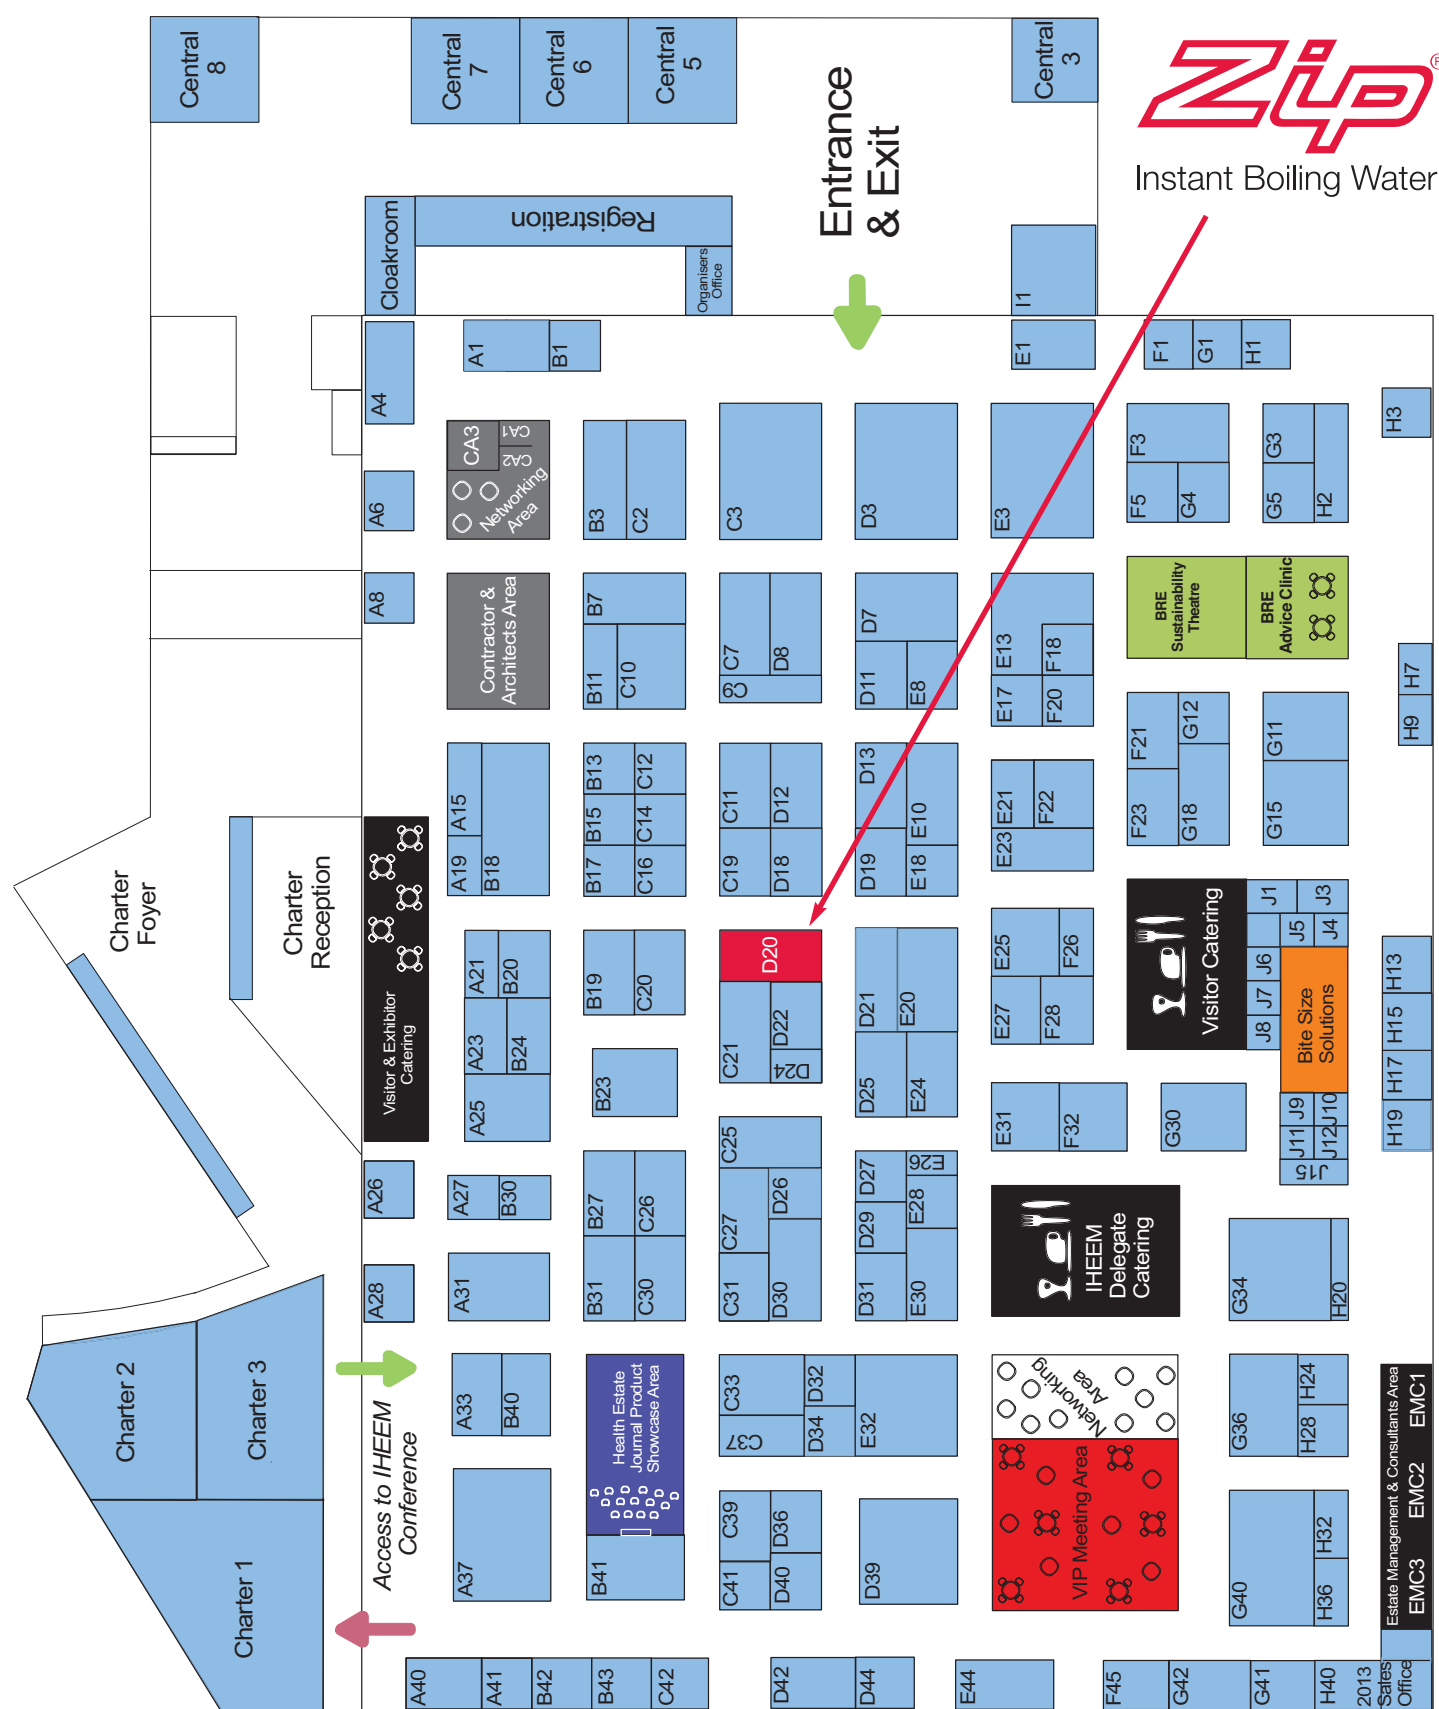 Central
8
Central
7
Central
6
Central
5
Central
3
Zip®
Instant Boiling Water
Entrance
& Exit
Cloakroom
Registration
Organisers
Office
I1
A4
A1
B1
E1
F1
G1
H1
H3
A6
CA3
CA1
CA2
Networking
Area
B3
C2
C3
D3
E3
F3
F5
G4
G3
G5
H2
A8
Contractor &
Architects Area
B7
B11
C10
C7
D8
C9
D7
D11
E8
E13
F18
E17
F20
BRE
Sustainability
Theatre
BRE
Advice Clinic
H7
H9
A15
A19
B18
B13
C12
B15
C14
B17
C16
C11
D12
C19
D18
D13
E10
D19
E18
E21
F22
E23
F21
G12
F23
G18
G11
G15
Charter
Foyer
Charter
Reception
Visitor & Exhibitor
Catering
A21
B20
A23
B24
A25
B19
C20
B23
D20
C21
D22
D24
D21
E20
D25
E24
E25
F26
E27
F28
E31
F32
G30
Visitor Catering
J1
J3
J5
J4
J6
J7
J8
Bite Size
Solutions
J9
J10
J11
J12
J15
H13
H15
H17
H19
A26
A27
B30
B27
C26
C25
C27
D26
D27
E26
D29
E28
A28
A31
B31
C30
C31
D30
D31
E30
IHEEM
Delegate
Catering
G34
H20
Charter 2
Charter 3
Charter 1
Access to IHEEM
Conference
A33
B40
A37
Health Estate
Journal Product
Showcase Area
B41
C33
D32
C37
D34
E32
C39
D36
C41
D40
D39
Networking
Area
VIP Meeting Area
G36
H24
H28
G40
H32
H36
Estate Management & Consultants Area
EMC3 EMC2 EMC1
A40
A41
B42
B43
C42
D42
D44
E44
F45
G42
G41
H40
2013
Sales
Office